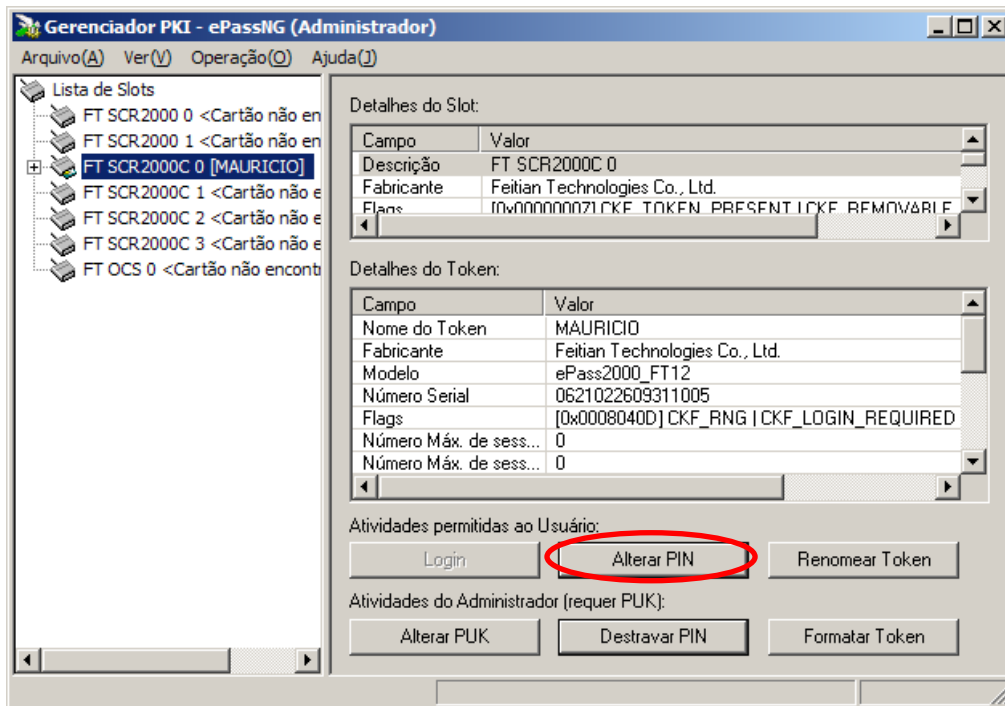 Gerenciador PKI - ePassNG (Administrador)
Arquivo(A) Ver(V) Operação(O) Ajuda(J)
Lista de Slots
FT SCR2000 0 <Cartão não en
FT SCR2000 1 <Cartão não en
FT SCR2000C 0 [MAURICIO]
FT SCR2000C 1 <Cartão não e
FT SCR2000C 2 <Cartão não e
FT SCR2000C 3 <Cartão não e
FT OCS 0 <Cartão não encont
Detalhes do Slot:
Campo Valor
Descrição FT SCR2000C 0
Fabricante Feitian Technologies Co., Ltd.
Flags [0x00000007] CKF_TOKEN_PRESENT | CKF_REMOVABLE
Detalhes do Token:
Campo Valor
Nome do Token MAURICIO
Fabricante Feitian Technologies Co., Ltd.
Modelo ePass2000_FT12
Número Serial 0621022609311005
Flags [0x0008040D] CKF_RNG | CKF_LOGIN_REQUIRED
Número Máx. de sess... 0
Número Máx. de sess... 0
Atividades permitidas ao Usuário:
Login Alterar PIN Renomear Token
Atividades do Administrador (requer PUK):
Alterar PUK Destravar PIN Formatar Token